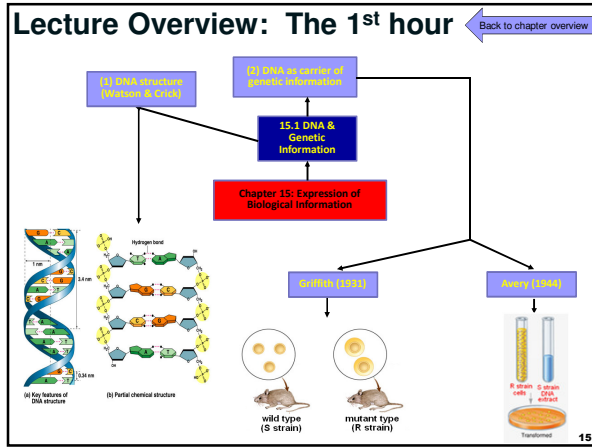 Lecture Overview: The 1st hour
Back to chapter overview
(1) DNA structure
(Watson & Crick)
(2) DNA as carrier of
genetic information
15.1 DNA &
Genetic
Information
Chapter 15: Expression of
Biological Information
G
C
A
T
1 nm
3.4 nm
C
G
A
T
0.34 nm
(a) Key features of
DNA structure
Hydrogen bond
T
A
G
C
C
G
A
T
OH
(b) Partial chemical structure
Griffith (1931)
Avery (1944)
wild type
(S strain)
mutant type
(R strain)
R strain
cells
S strain
DNA
extract
Transformed
15